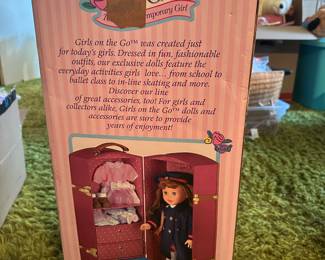 Contemporary Girl
Girls on the Go™ was created just
for today's girls. Dressed in fun, fashionable
outfits, our exclusive dolls feature the
everyday activities girls love... from school to
ballet class to in-line skating and more.
Discover our line
of great accessories, too! For girls and
collectors alike, Girls on the Go™ dolls and
accessories are sure to provide
years of enjoyment!